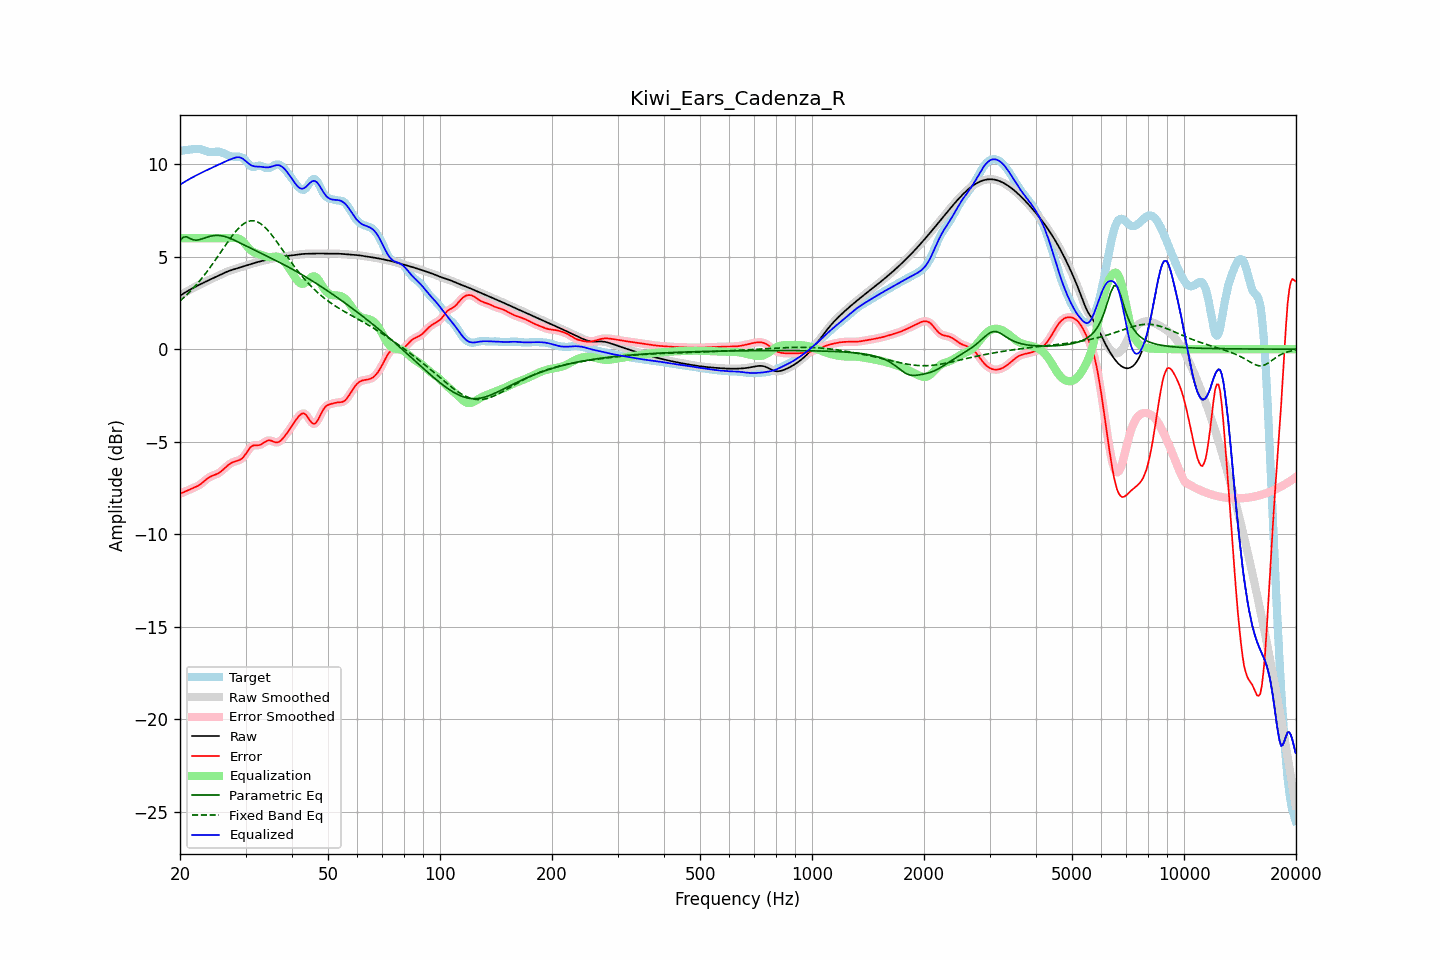 Kiwi_Ears_Cadenza_R
Amplitude (dBr)
10
5
0
−5
−10
−15
−20
−25
Target
Raw Smoothed
Error Smoothed
Raw
Error
Equalization
Parametric Eq
Fixed Band Eq
Equalized
20 50 100 200 500 1000 2000 5000 10000 20000
Frequency (Hz)